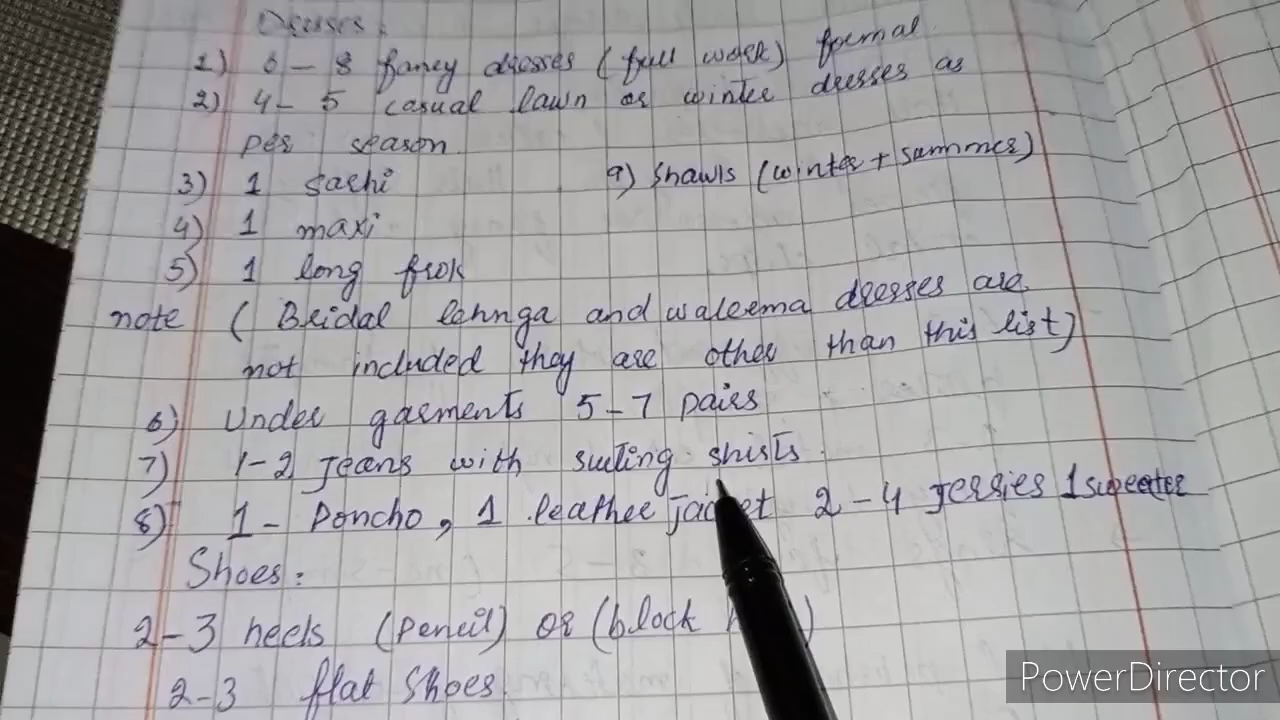 Dresses:
1) 6 - 8 fancy dresses (full work) formal
2) 4 - 5 casual lawn or winter dresses as
per season
3) 1 sarhi
9) shawls (winter + summer)
4) 1 maxi
5) 1 long frok
note ( Bridal lehnga and waleema dresses are
not included they are other than this list)
6) Under garments 5-7 pairs
7) 1-2 jeans with suiting shirts.
8) 1- Poncho, 1 leather jacket 2-4 jersies 1 sweater
Shoes:
2-3 heels (pencil) or (block )
2-3 flat shoes.
PowerDirector